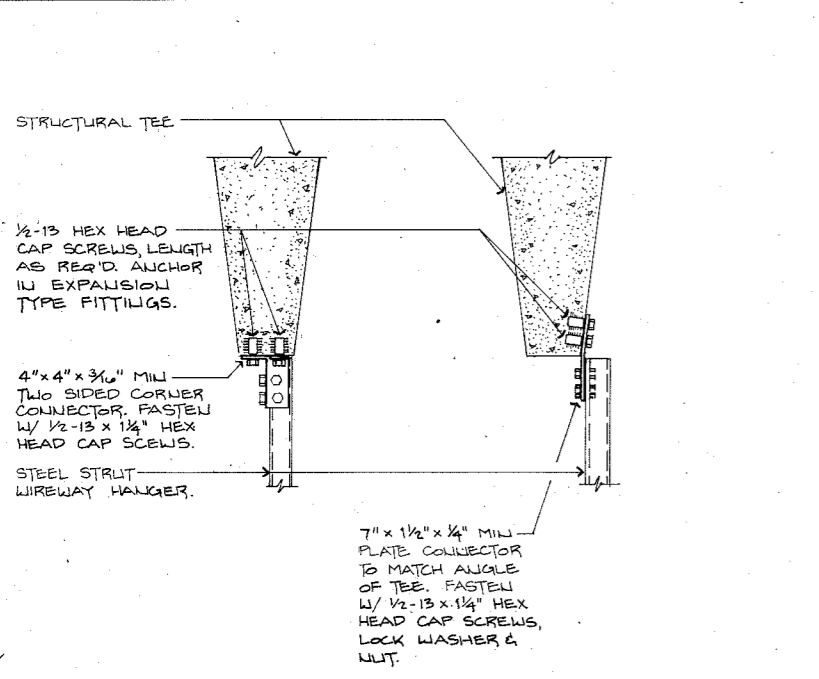 STRUCTURAL TEE
1/2-13 HEX HEAD
CAP SCREWS, LENGTH
AS REQ'D. ANCHOR
IN EXPANSION
TYPE FITTINGS.
4" x 4" x 3/16" MIN
TWO SIDED CORNER
CONNECTOR. FASTEN
W/ 1/2-13 x 1 1/4" HEX
HEAD CAP SCEWS.
STEEL STRUT
WIREWAY HANGER.
7" x 1 1/2" x 1/4" MIN
PLATE CONNECTOR
TO MATCH ANGLE
OF TEE. FASTEN
W/ 1/2-13 x 1 1/4" HEX
HEAD CAP SCREWS,
LOCK WASHER &
NUT.